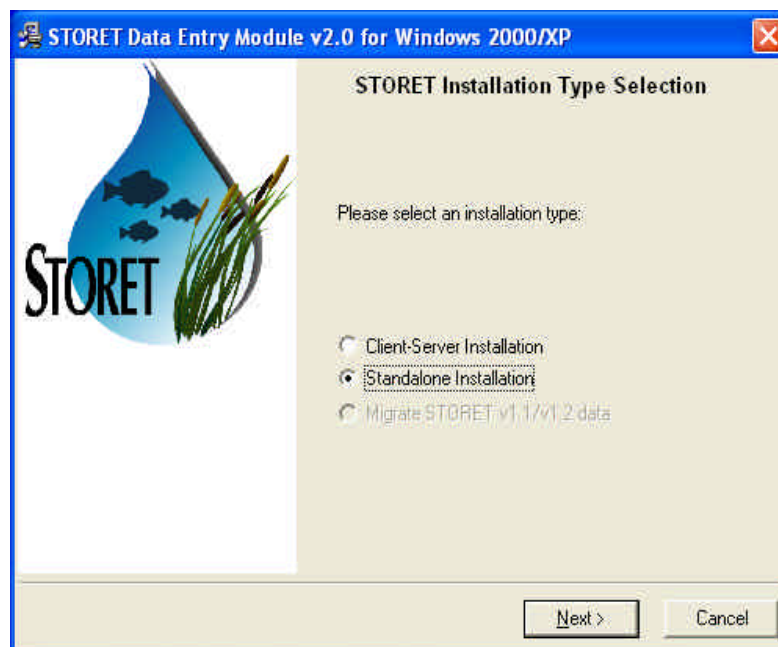 STORET Data Entry Module v2.0 for Windows 2000/XP
STORET Installation Type Selection
Please select an installation type:
STORET
Client-Server Installation
Standalone Installation
Migrate STORET v1.1/v1.2 data
Next >
Cancel